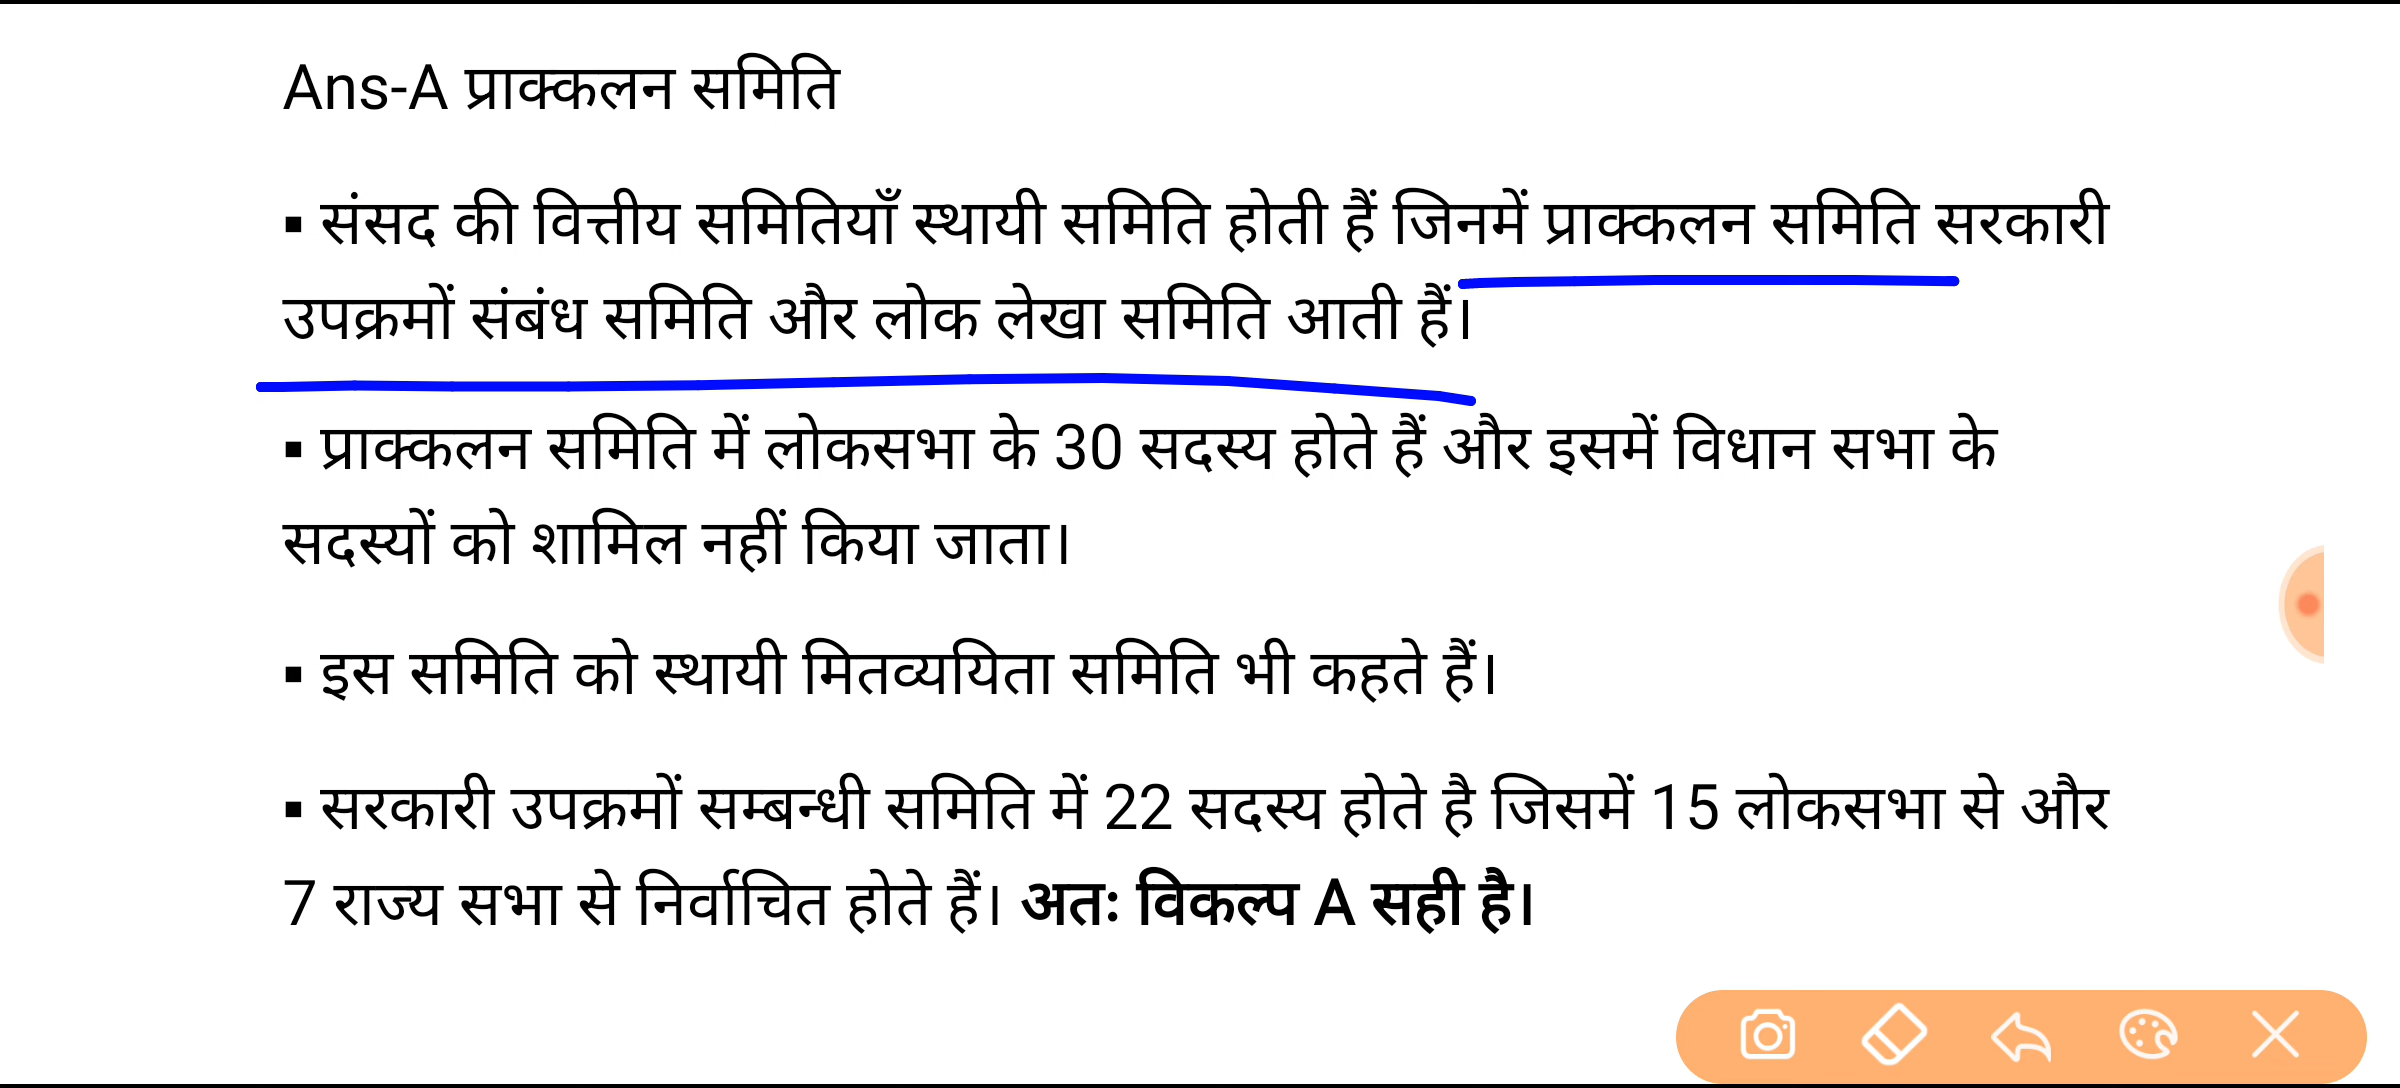 Ans-A प्राक्कलन समिति
▪ संसद की वित्तीय समितियाँ स्थायी समिति होती हैं जिनमें प्राक्कलन समिति सरकारी
उपक्रमों संबंध समिति और लोक लेखा समिति आती हैं।
▪ प्राक्कलन समिति में लोकसभा के 30 सदस्य होते हैं और इसमें विधान सभा के
सदस्यों को शामिल नहीं किया जाता।
▪ इस समिति को स्थायी मितव्ययिता समिति भी कहते हैं।
▪ सरकारी उपक्रमों सम्बन्धी समिति में 22 सदस्य होते है जिसमें 15 लोकसभा से और
7 राज्य सभा से निर्वाचित होते हैं। अतः विकल्प A सही है।